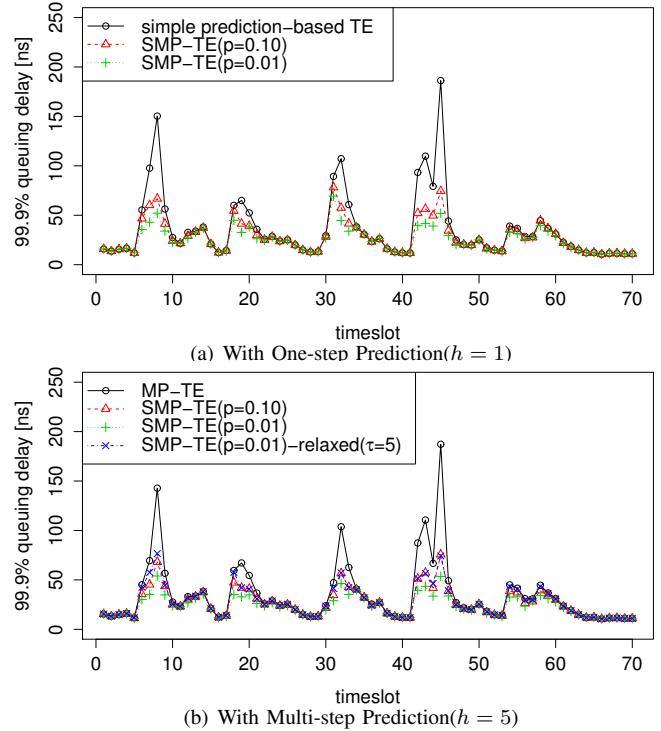 simple prediction−based TE
SMP−TE(p=0.10)
SMP−TE(p=0.01)
99.9% queuing delay [ns]
250
200
150
100
50
0
0 10 20 30 40 50 60 70
timeslot
(a) With One-step Prediction(h = 1)
MP−TE
SMP−TE(p=0.10)
SMP−TE(p=0.01)
SMP−TE(p=0.01)−relaxed(τ=5)
99.9% queuing delay [ns]
250
200
150
100
50
0
0 10 20 30 40 50 60 70
timeslot
(b) With Multi-step Prediction(h = 5)